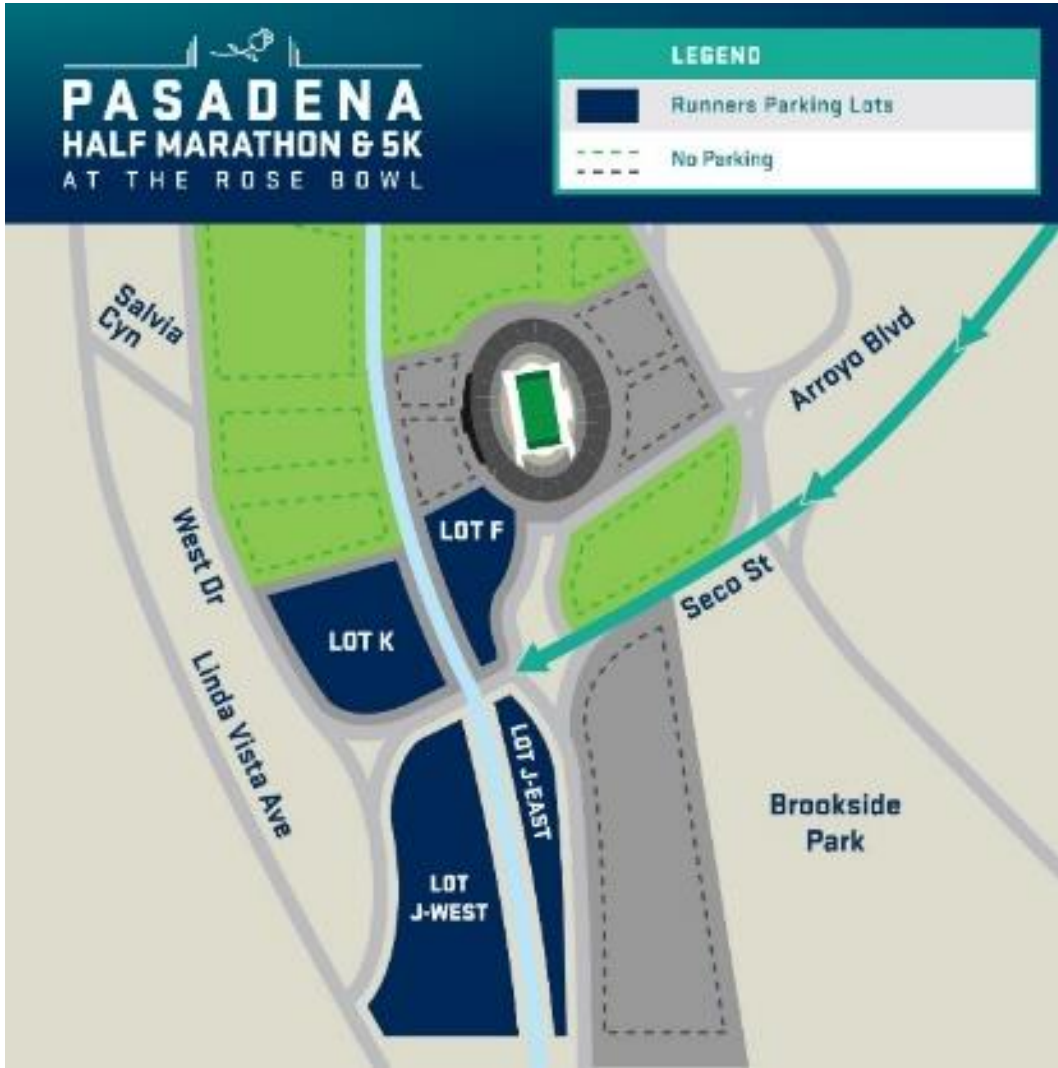 PASADENA
HALF MARATHON & 5K
AT THE ROSE BOWL
LEGEND
Runners Parking Lots
No Parking
Salvia
Cyn
Arroyo Blvd
West Dr
LOT F
Seco St
LOT K
Linda Vista Ave
LOT J-EAST
Brookside
Park
LOT
J-WEST